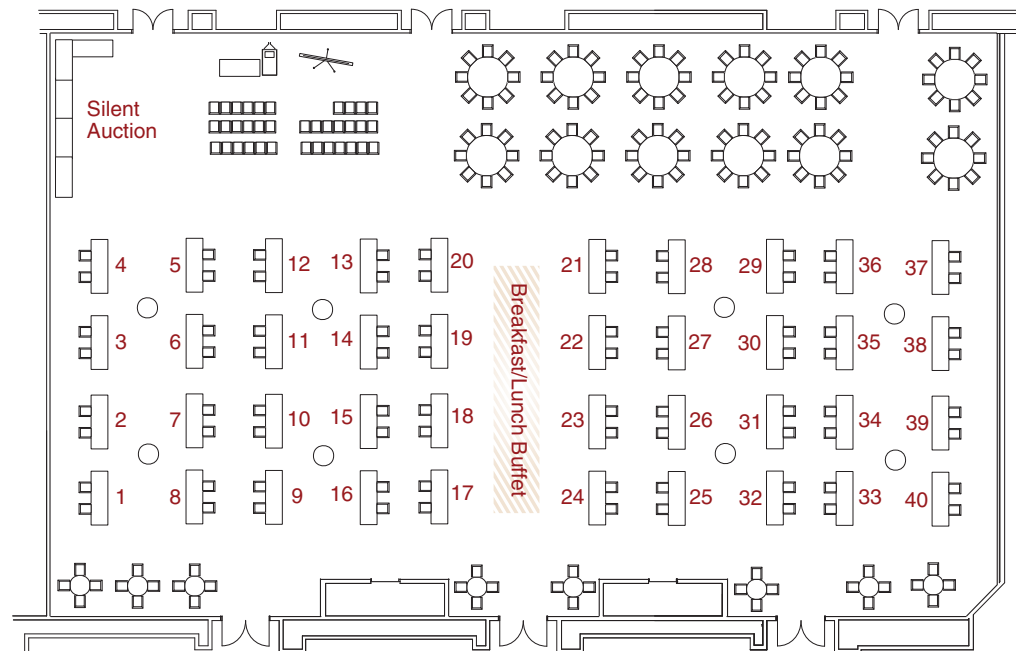 Silent
Auction
4 5 12 13 20 21 28 29 36 37
3 6 11 14 19 22 27 30 35 38
2 7 10 15 18 23 26 31 34 39
1 8 9 16 17 24 25 32 33 40
Breakfast/Lunch Buffet